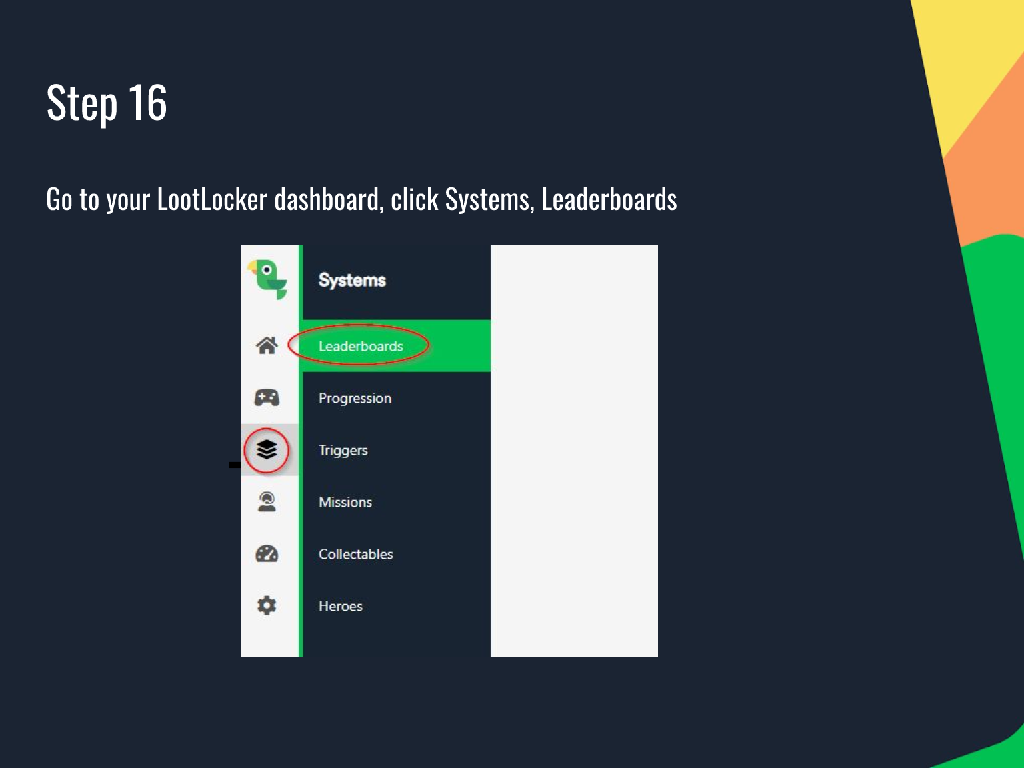 Step 16
Go to your LootLocker dashboard, click Systems, Leaderboards
Systems
Leaderboards
Progression
Triggers
Missions
Collectables
Heroes